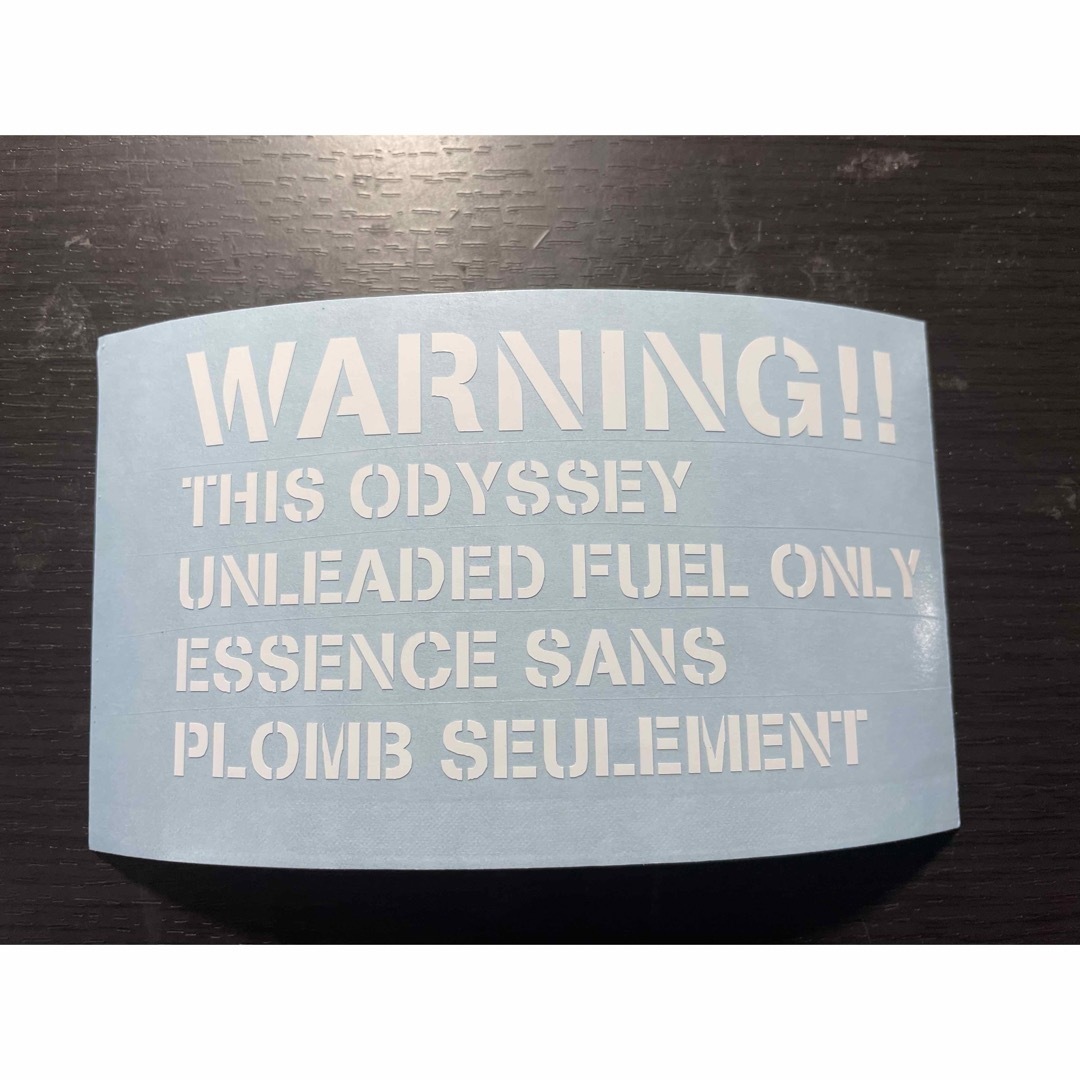 WARNING!!
THIS ODYSSEY
UNLEADED FUEL ONLY
ESSENCE SANS
PLOMB SEULEMENT